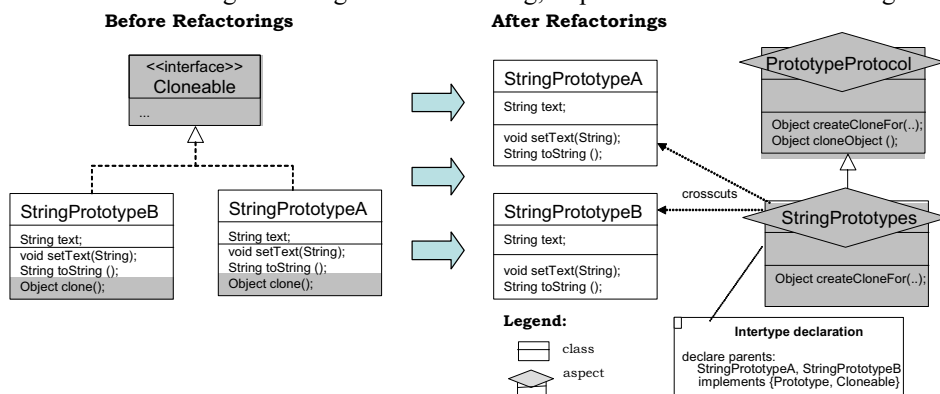 Before Refactorings
After Refactorings
<<interface>>
Cloneable
...
StringPrototypeB
String text;
void setText(String);
String toString ();
Object clone();
StringPrototypeA
String text;
void setText(String);
String toString ();
Object clone();
StringPrototypeA
String text;
void setText(String);
String toString ();
StringPrototypeB
String text;
void setText(String);
String toString ();
crosscuts
PrototypeProtocol
Object createCloneFor(..);
Object cloneObject ();
StringPrototypes
Object createCloneFor(..);
Legend:
class
aspect
Intertype declaration
declare parents:
StringPrototypeA, StringPrototypeB
implements {Prototype, Cloneable}